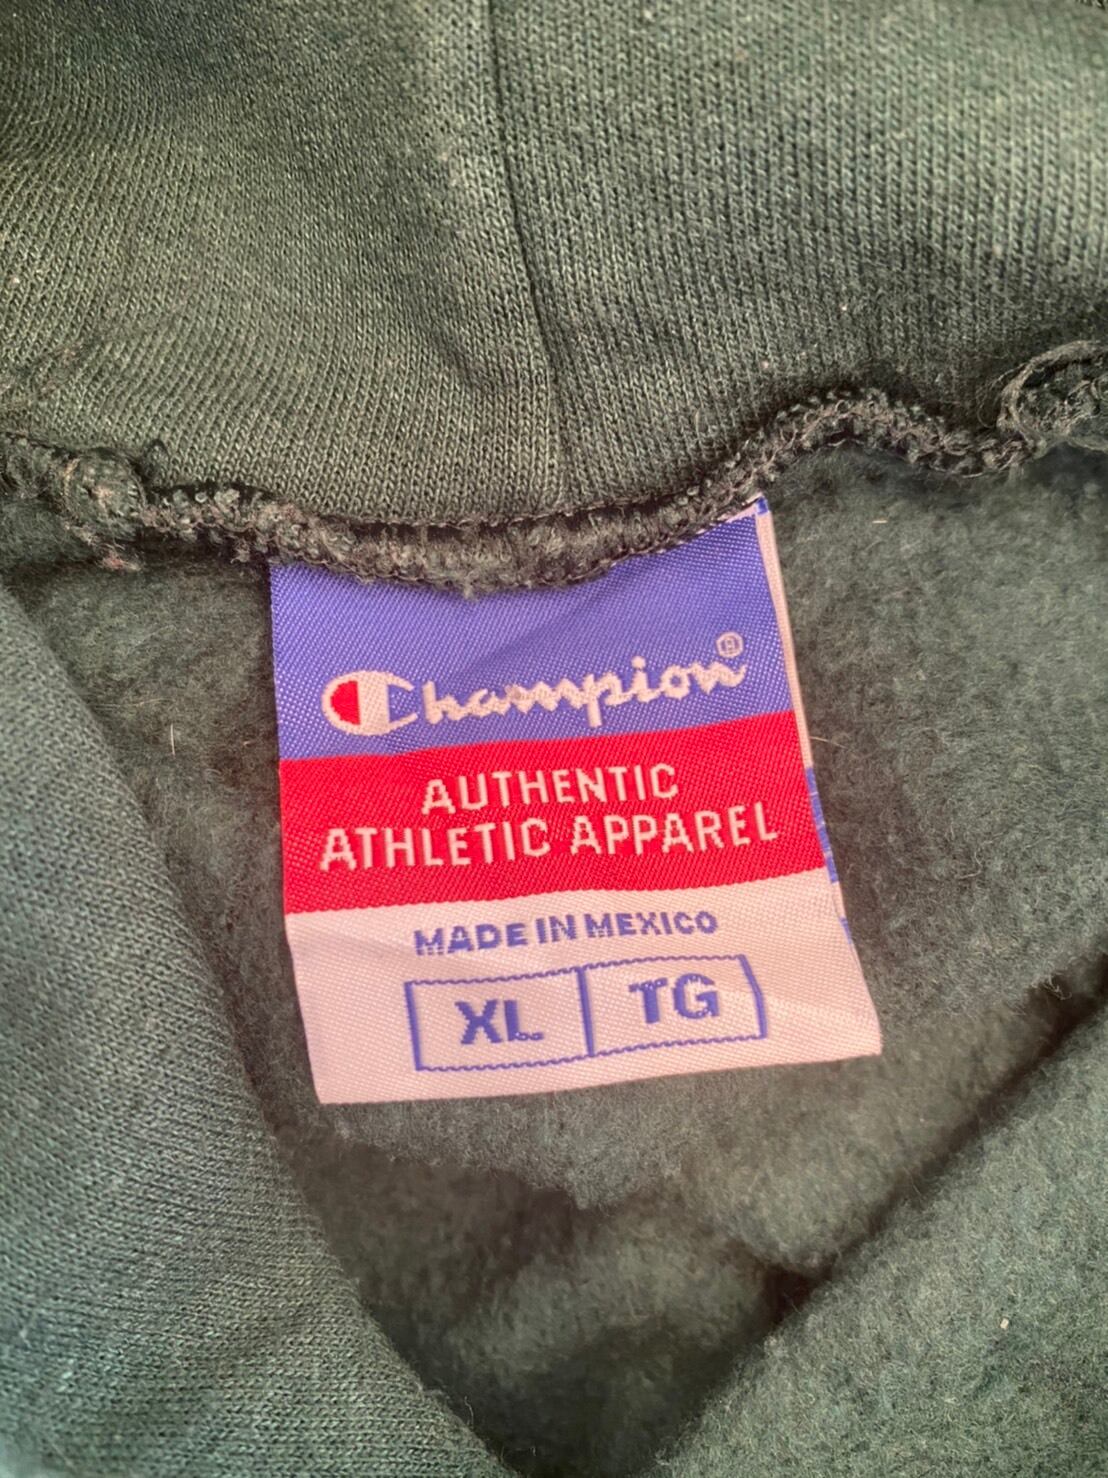 Champion®
AUTHENTIC
ATHLETIC APPAREL
MADE IN MEXICO
XL TG